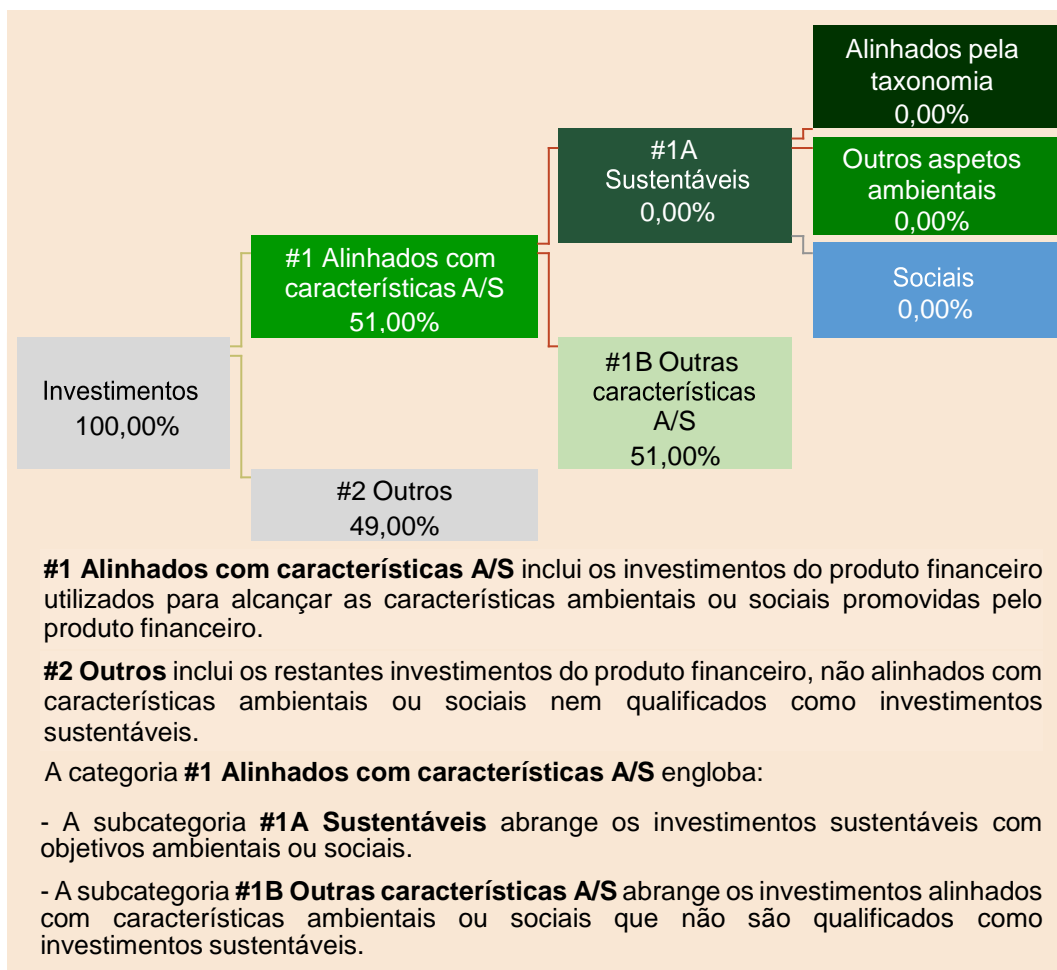 Alinhados pela
taxonomia
0,00%
#1A
Sustentáveis
0,00%
Outros aspetos
ambientais
0,00%
#1 Alinhados com
características A/S
51,00%
Sociais
0,00%
Investimentos
100,00%
#1B Outras
características
A/S
51,00%
#2 Outros
49,00%
#1 Alinhados com características A/S inclui os investimentos do produto financeiro
utilizados para alcançar as características ambientais ou sociais promovidas pelo
produto financeiro.
#2 Outros inclui os restantes investimentos do produto financeiro, não alinhados com
características ambientais ou sociais nem qualificados como investimentos
sustentáveis.
A categoria #1 Alinhados com características A/S engloba:
- A subcategoria #1A Sustentáveis abrange os investimentos sustentáveis com
objetivos ambientais ou sociais.
- A subcategoria #1B Outras características A/S abrange os investimentos alinhados
com características ambientais ou sociais que não são qualificados como
investimentos sustentáveis.